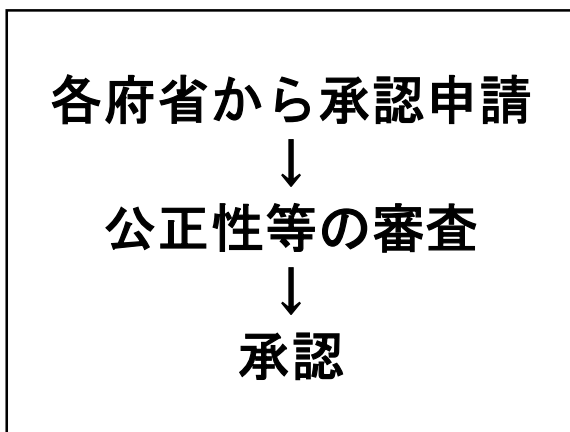 各府省から承認申請
↓
公正性等の審査
↓
承認